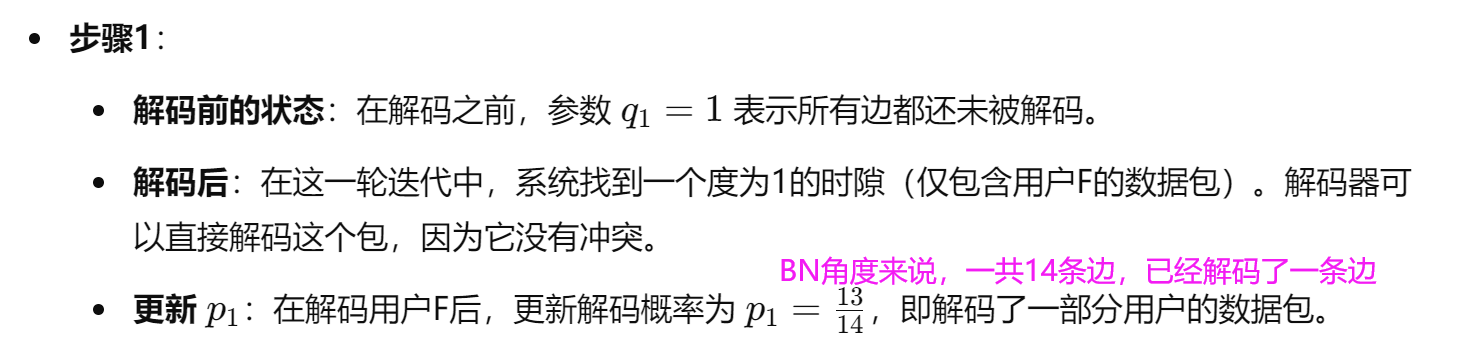 • 步骤1：
• 解码前的状态：在解码之前，参数 q₁ = 1 表示所有边都还未被解码。
• 解码后：在这一轮迭代中，系统找到一个度为1的时隙（仅包含用户F的数据包）。解码器可
以直接解码这个包，因为它没有冲突。
BN角度来说，一共14条边，已经解码了一条边
• 更新 p₁：在解码用户F后，更新解码概率为 p₁ = 13/14，即解码了一部分用户的数据包。